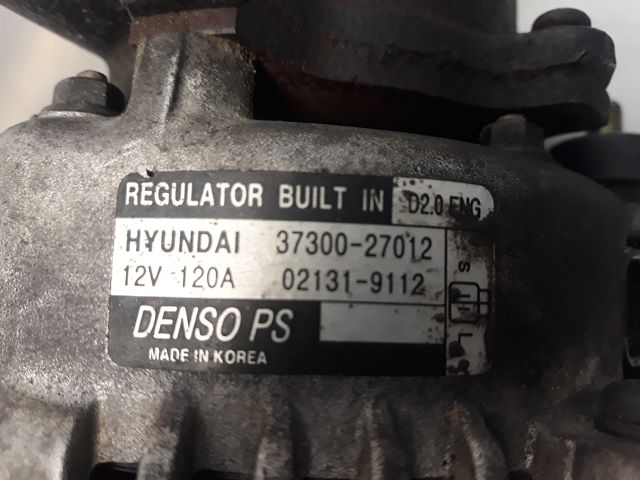 REGULATOR BUILT IN D2.0 ENG
HYUNDAI 37300-27012
12V 120A 02131-9112
DENSO PS
MADE IN KOREA
S
L